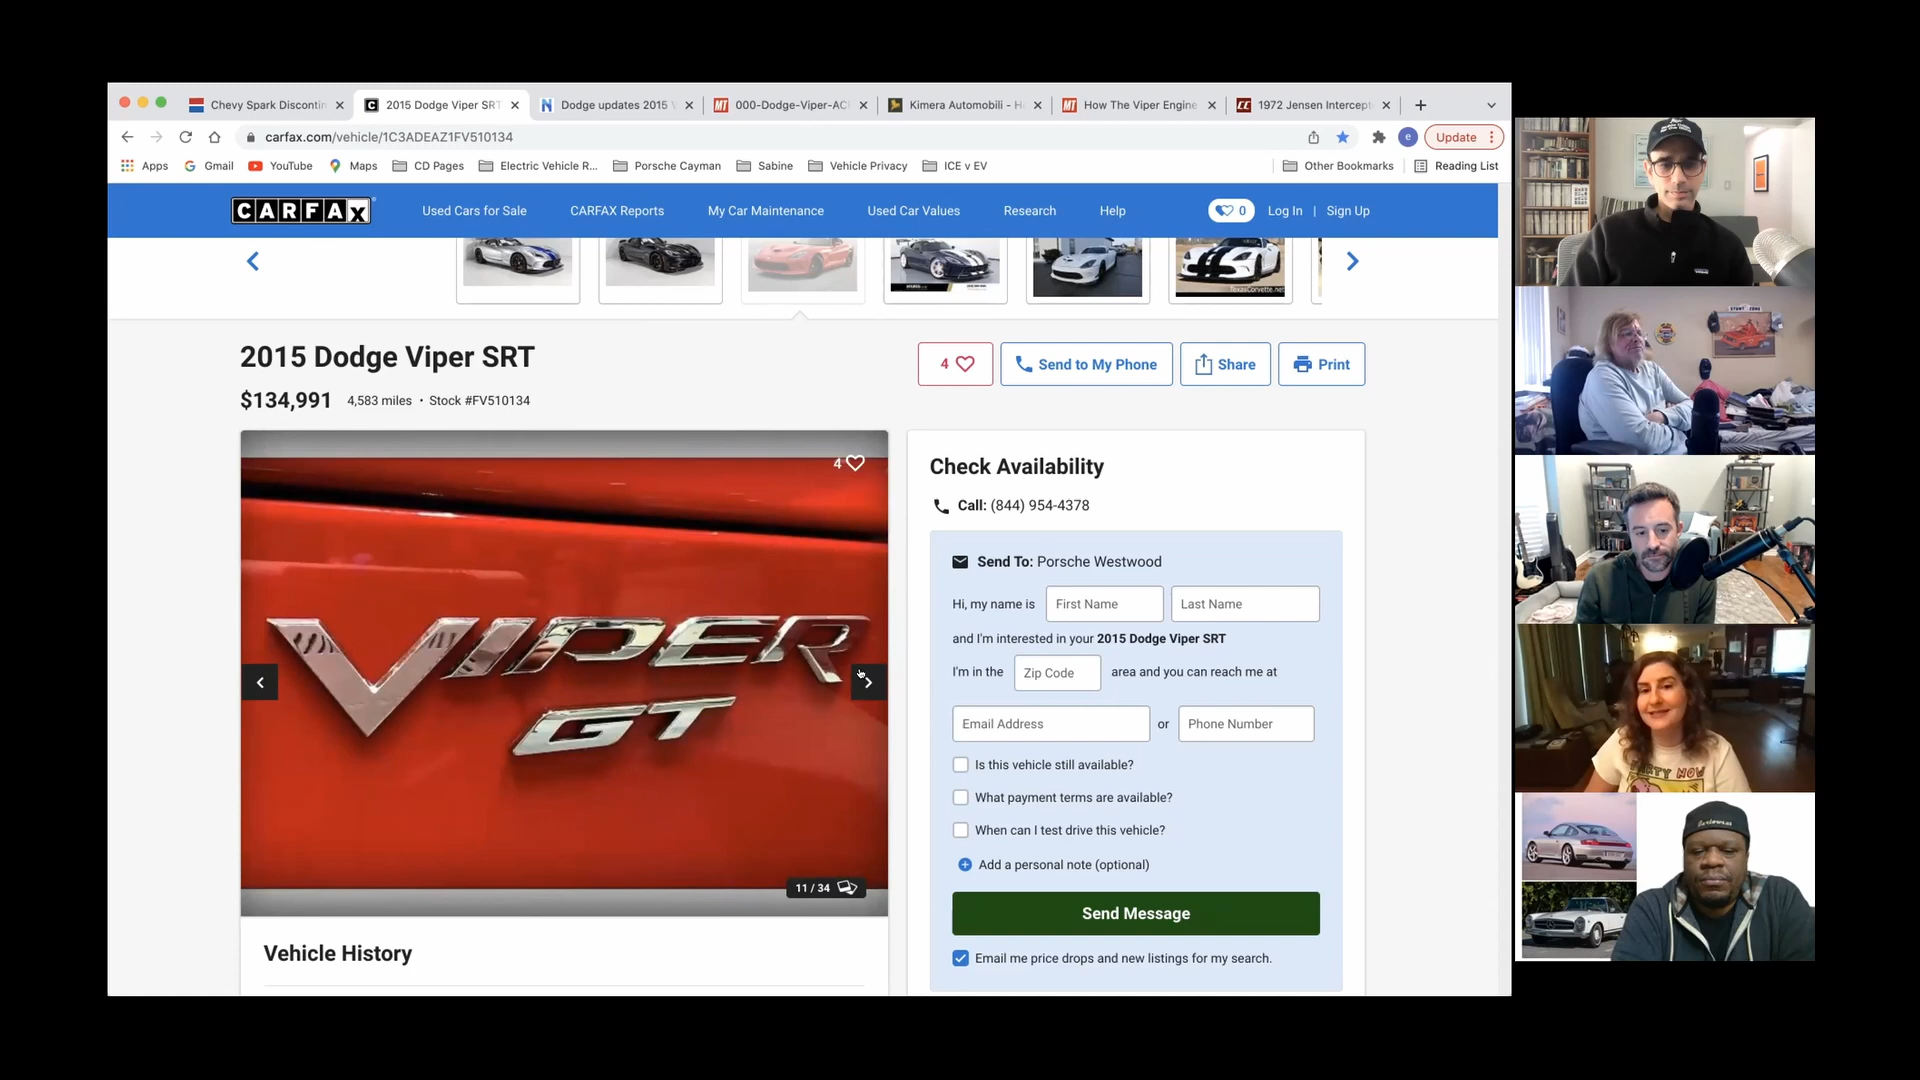 Chevy Spark Discontin
2015 Dodge Viper SRT
Dodge updates 2015 V
000-Dodge-Viper-AC
Kimera Automobili - H
How The Viper Engine
1972 Jensen Intercept
carfax.com/vehicle/1C3ADEAZ1FV510134
e
Update
Apps
Gmail
YouTube
Maps
CD Pages
Electric Vehicle R...
Porsche Cayman
Sabine
Vehicle Privacy
ICE v EV
Other Bookmarks
Reading List
CARFAX
Used Cars for Sale
CARFAX Reports
My Car Maintenance
Used Car Values
Research
Help
0
Log In | Sign Up
TexasCorvette.net
2015 Dodge Viper SRT
$134,991 4,583 miles • Stock #FV510134
4
Send to My Phone
Share
Print
4
VIPER
GT
11 / 34
Vehicle History
Check Availability
Call: (844) 954-4378
Send To: Porsche Westwood
Hi, my name is First Name Last Name
and I'm interested in your 2015 Dodge Viper SRT
I'm in the Zip Code area and you can reach me at
Email Address or Phone Number
Is this vehicle still available?
What payment terms are available?
When can I test drive this vehicle?
Add a personal note (optional)
Send Message
Email me price drops and new listings for my search.
STUNT ZONE
PARTY NOW